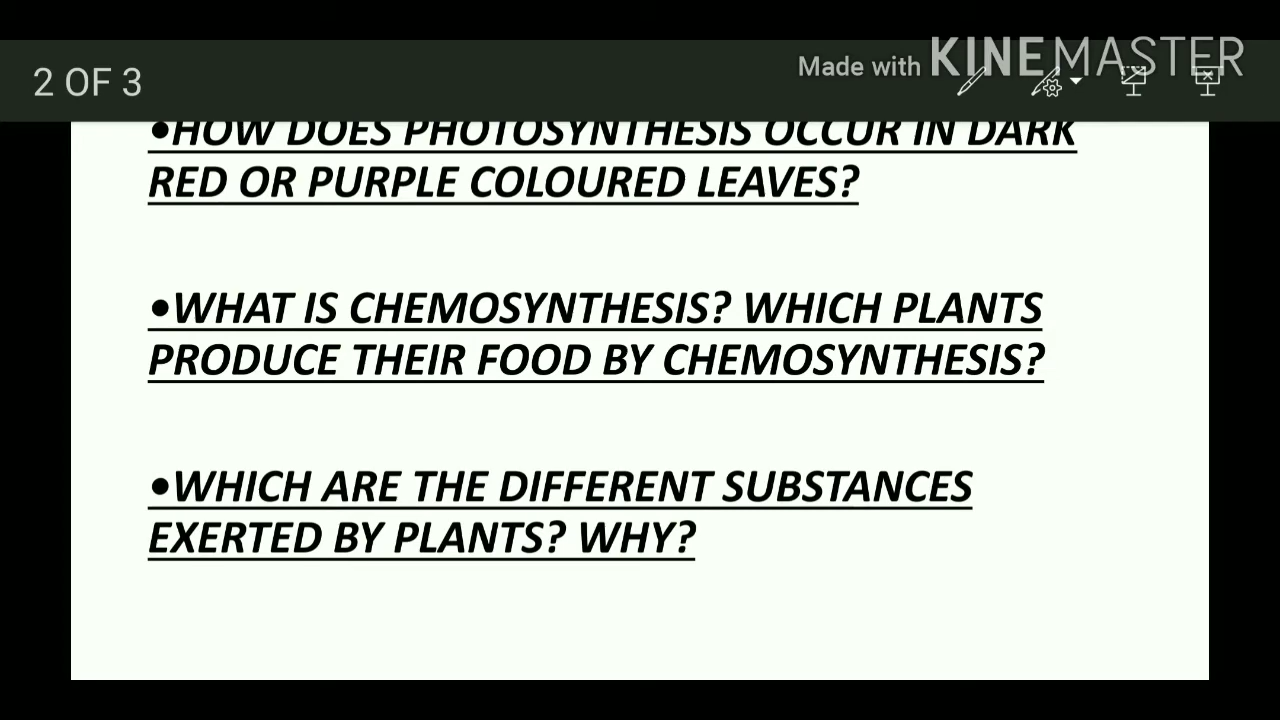 Made with KINEMASTER
2 OF 3
•HOW DOES PHOTOSYNTHESIS OCCUR IN DARK
RED OR PURPLE COLOURED LEAVES?
•WHAT IS CHEMOSYNTHESIS? WHICH PLANTS
PRODUCE THEIR FOOD BY CHEMOSYNTHESIS?
•WHICH ARE THE DIFFERENT SUBSTANCES
EXERTED BY PLANTS? WHY?